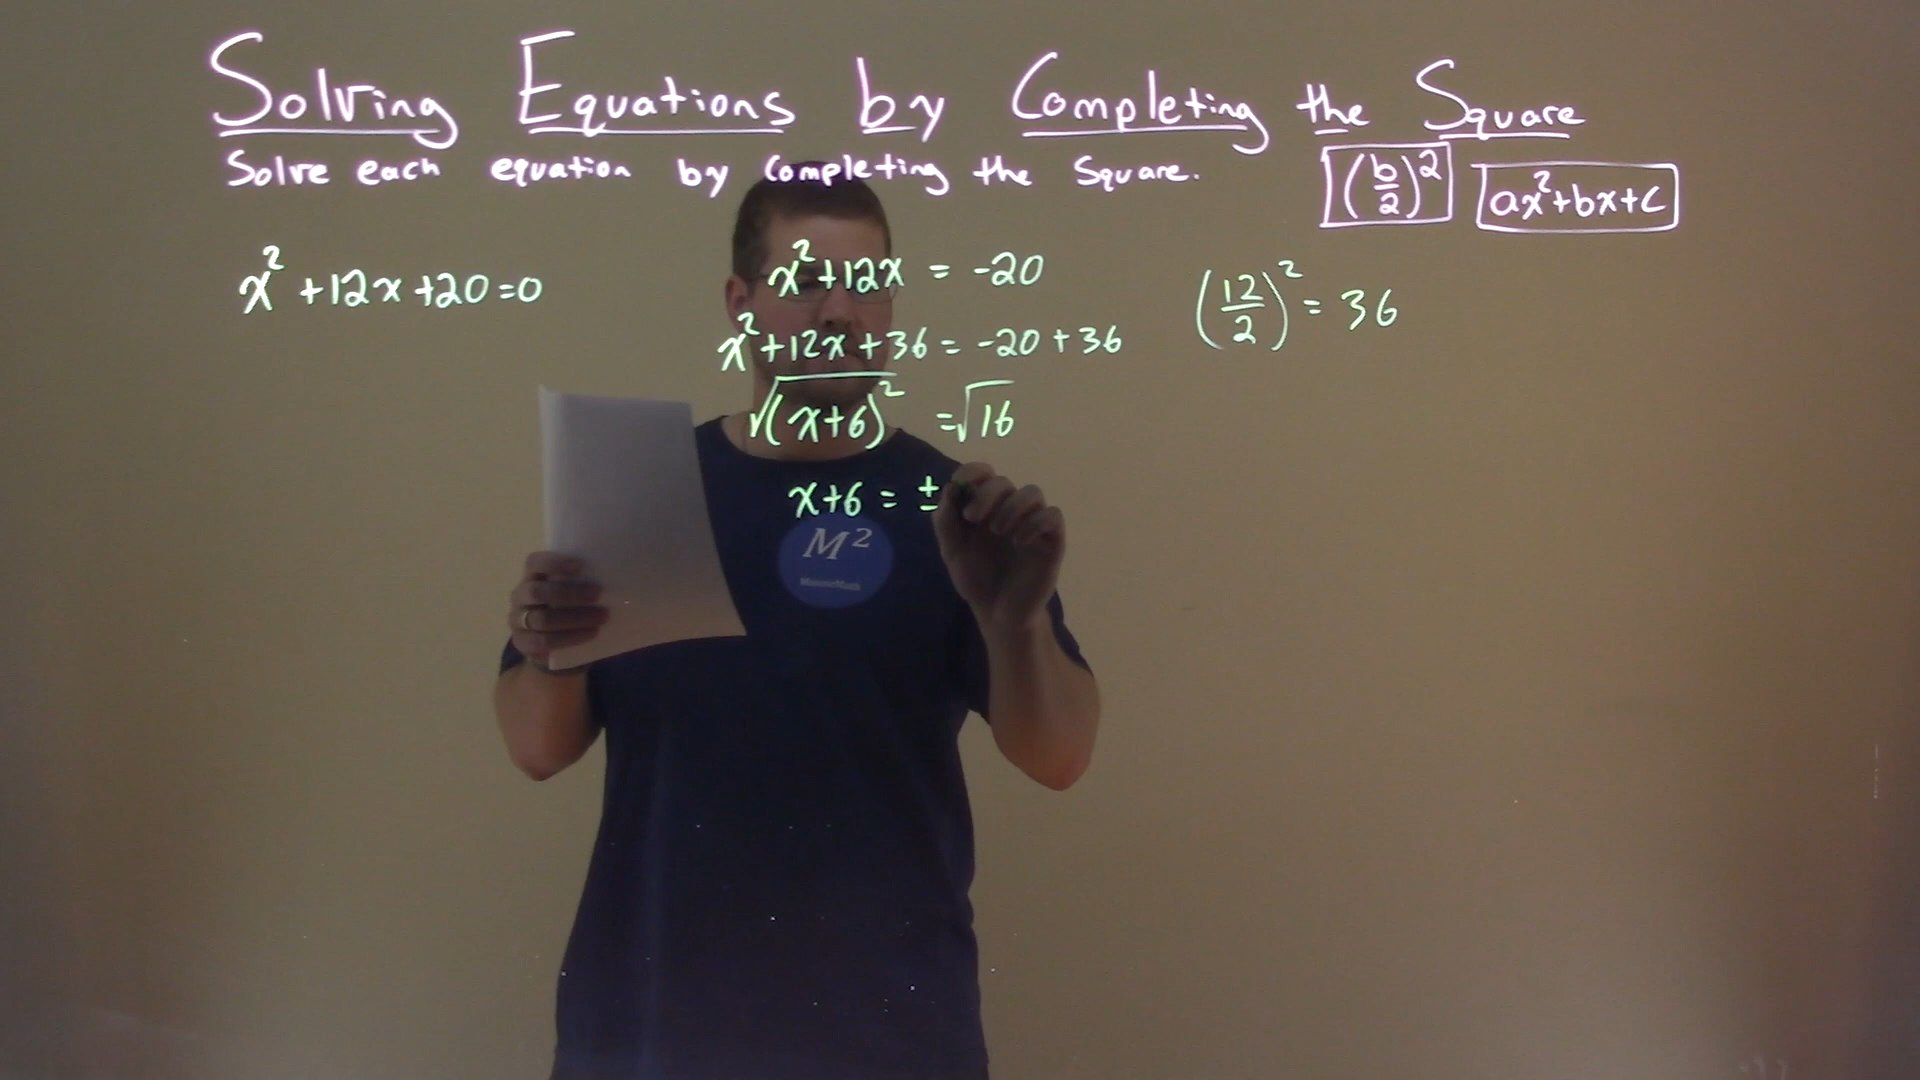 Solving Equations by Completing the Square
Solve each equation by Completing the Square.
(b/2)²
ax²+bx+c
x²+12x+20=0
x²+12x = -20
(12/2)² = 36
x²+12x+36 = -20+36
√(x+6)² = √16
x+6 = ±
M²